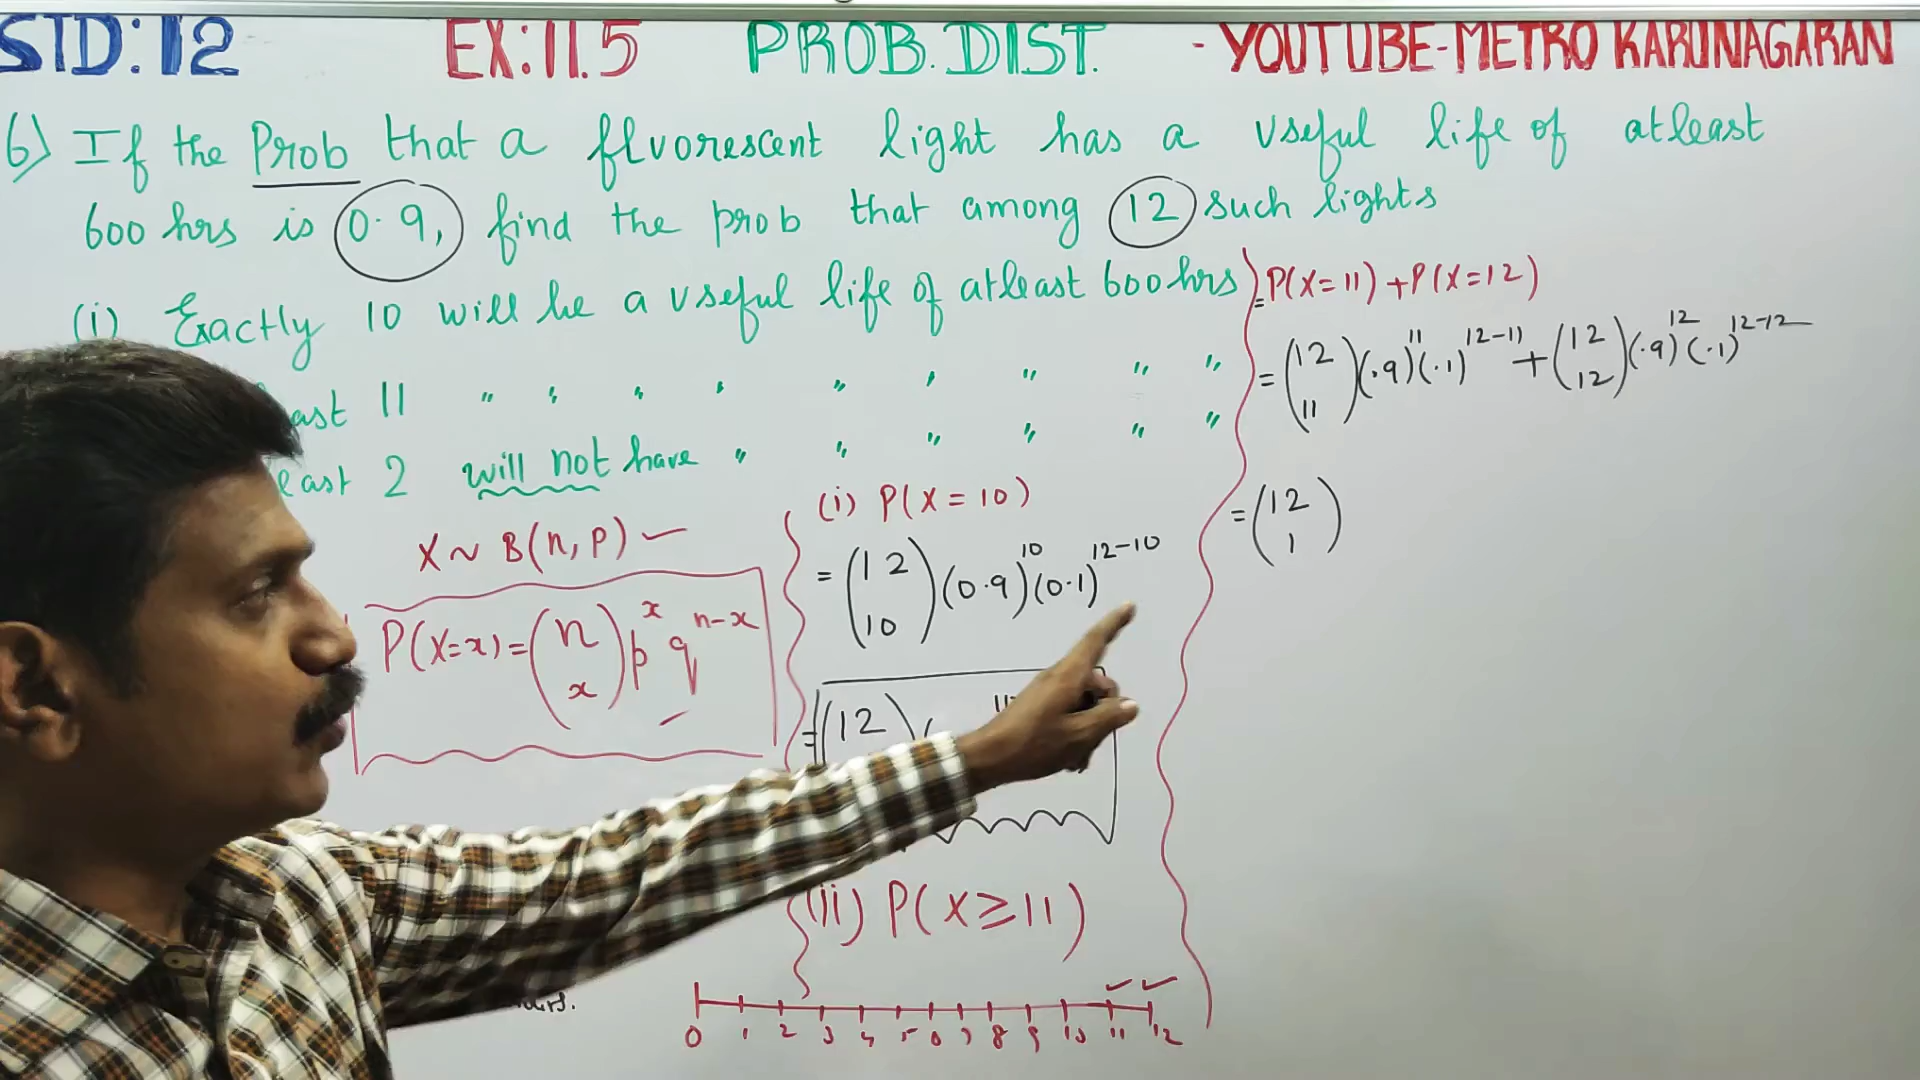 STD:12 EX:11.5 PROB.DIST. - YOUTUBE-METRO KARUNAGARAN
6) If the Prob that a fluorescent light has a useful life of atleast
600 hrs is 0.9, find the prob that among 12 such lights
(i) Exactly 10 will be a useful life of atleast 600 hrs
11 " " " " " " " " "
2 will not have " " " " " "
X ~ B(n, p)
P(X=x) = (n x) p^x q^(n-x)
(i) P(X = 10)
= (12 10) (0.9)^10 (0.1)^(12-10)
= (12
(ii) P(X ≥ 11)
0 1 2 3 4 5 6 7 8 9 10 11 12
= P(X=11) + P(X=12)
= (12 11) (.9)^11 (.1)^(12-11) + (12 12) (.9)^12 (.1)^(12-12)
= (12 1)